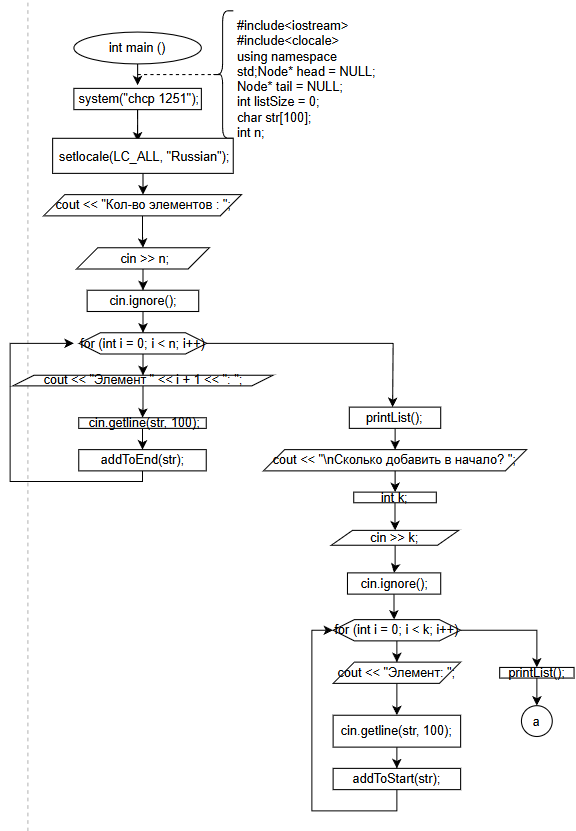 int main ()
#include<iostream>
#include<clocale>
using namespace
std;Node* head = NULL;
Node* tail = NULL;
int listSize = 0;
char str[100];
int n;
system("chcp 1251");
setlocale(LC_ALL, "Russian");
cout << "Кол-во элементов : ";
cin >> n;
cin.ignore();
for (int i = 0; i < n; i++)
cout << "Элемент " << i + 1 << ": ";
cin.getline(str, 100);
addToEnd(str);
printList();
cout << "\nСколько добавить в начало? ";
int k;
cin >> k;
cin.ignore();
for (int i = 0; i < k; i++)
cout << "Элемент: ";
cin.getline(str, 100);
addToStart(str);
printList();
a